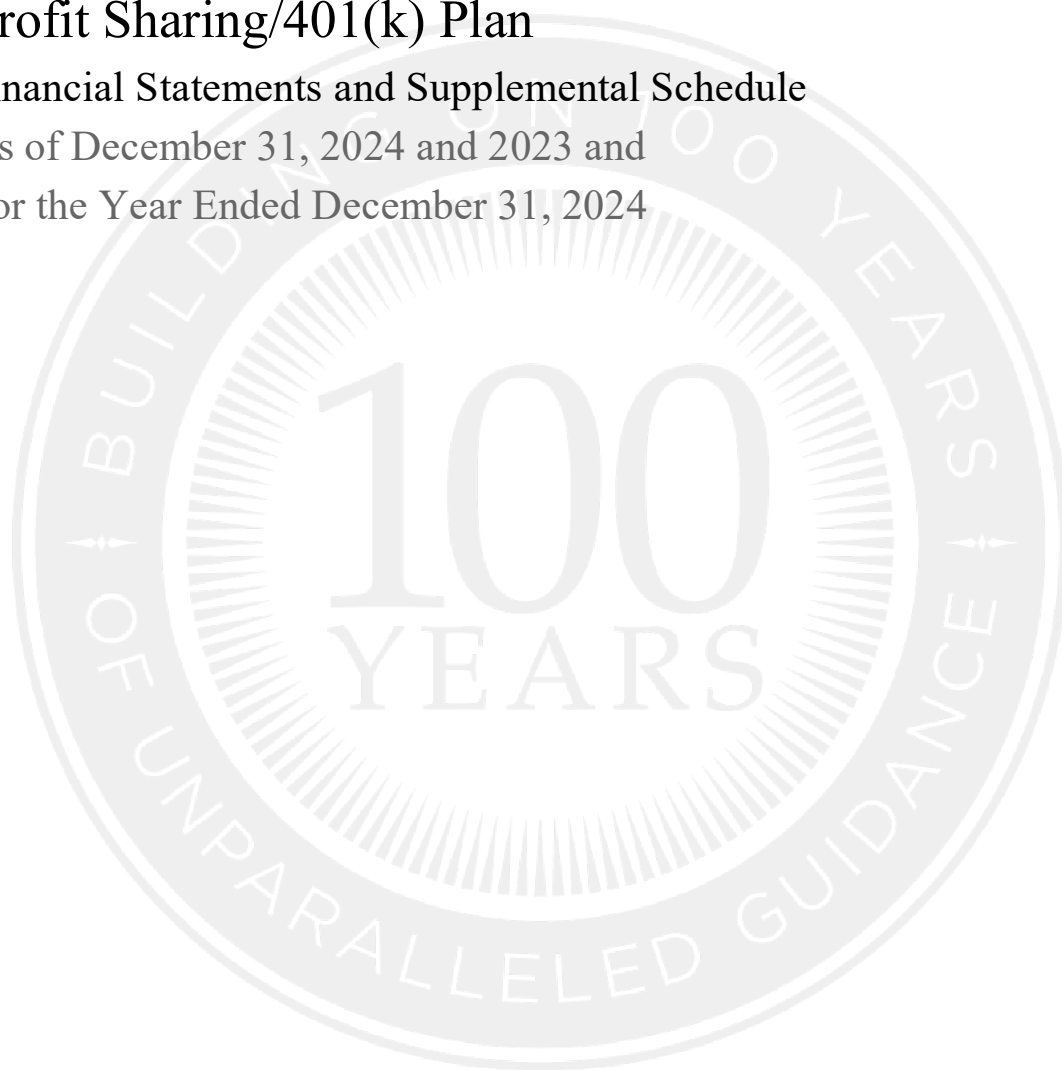 rofit Sharing/401(k) Plan
nancial Statements and Supplemental Schedule
s of December 31, 2024 and 2023 and
or the Year Ended December 31, 2024
BUILDING ON 100 YEARS
100
YEARS
OF UNPARALLELED GUIDANCE